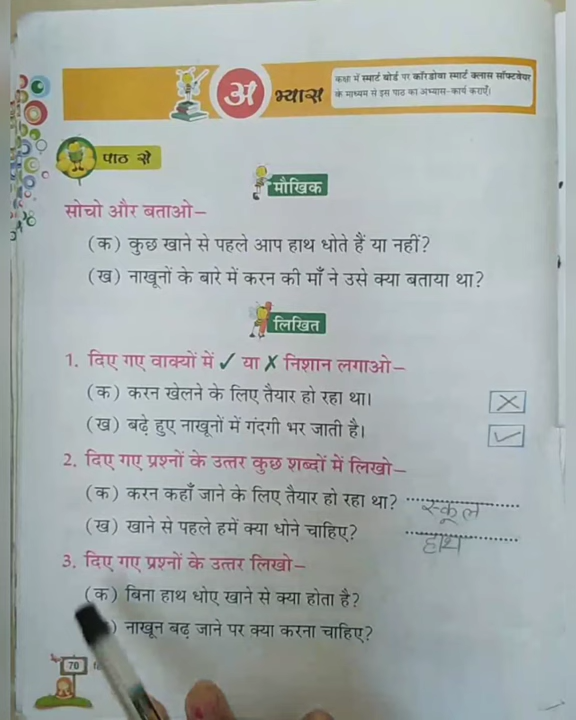 कक्षा में स्मार्ट बोर्ड पर कॉरडोवा स्मार्ट क्लास सॉफ्टवेयर
के माध्यम से इस पाठ का अभ्यास-कार्य कराएँ।
अभ्यास
पाठ से
मौखिक
सोचो और बताओ–
(क) कुछ खाने से पहले आप हाथ धोते हैं या नहीं?
(ख) नाखूनों के बारे में करन की माँ ने उसे क्या बताया था?
लिखित
1. दिए गए वाक्यों में ✓ या ✗ निशान लगाओ–
(क) करन खेलने के लिए तैयार हो रहा था। ✗
(ख) बढ़े हुए नाखूनों में गंदगी भर जाती है। ✓
2. दिए गए प्रश्नों के उत्तर कुछ शब्दों में लिखो–
(क) करन कहाँ जाने के लिए तैयार हो रहा था? स्कूल
(ख) खाने से पहले हमें क्या धोने चाहिए? हाथ
3. दिए गए प्रश्नों के उत्तर लिखो–
(क) बिना हाथ धोए खाने से क्या होता है?
) नाखून बढ़ जाने पर क्या करना चाहिए?
70